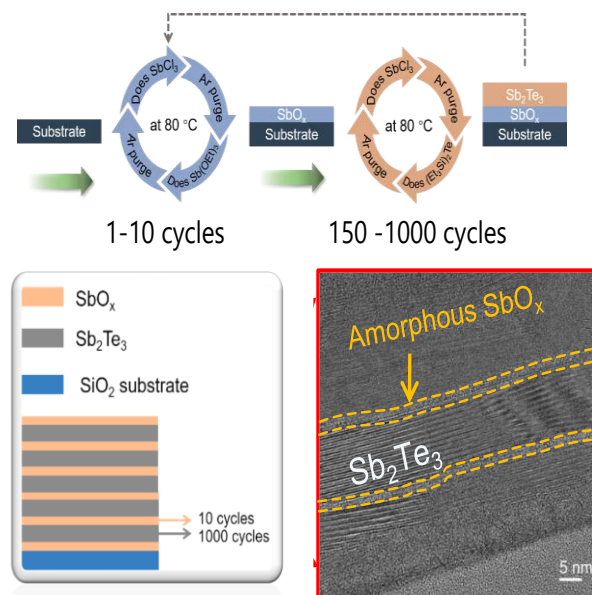 Substrate
Does SbCl₃
Ar purge
Does Sb(OEt)₃
Ar purge
at 80 °C
SbOₓ
Substrate
Does SbCl₃
Ar purge
Does (Et₃Si)₂Te
Ar purge
at 80 °C
Sb₂Te₃
SbOₓ
Substrate
1-10 cycles
150 -1000 cycles
SbOₓ
Sb₂Te₃
SiO₂ substrate
10 cycles
1000 cycles
Amorphous SbOₓ
Sb₂Te₃
5 nm